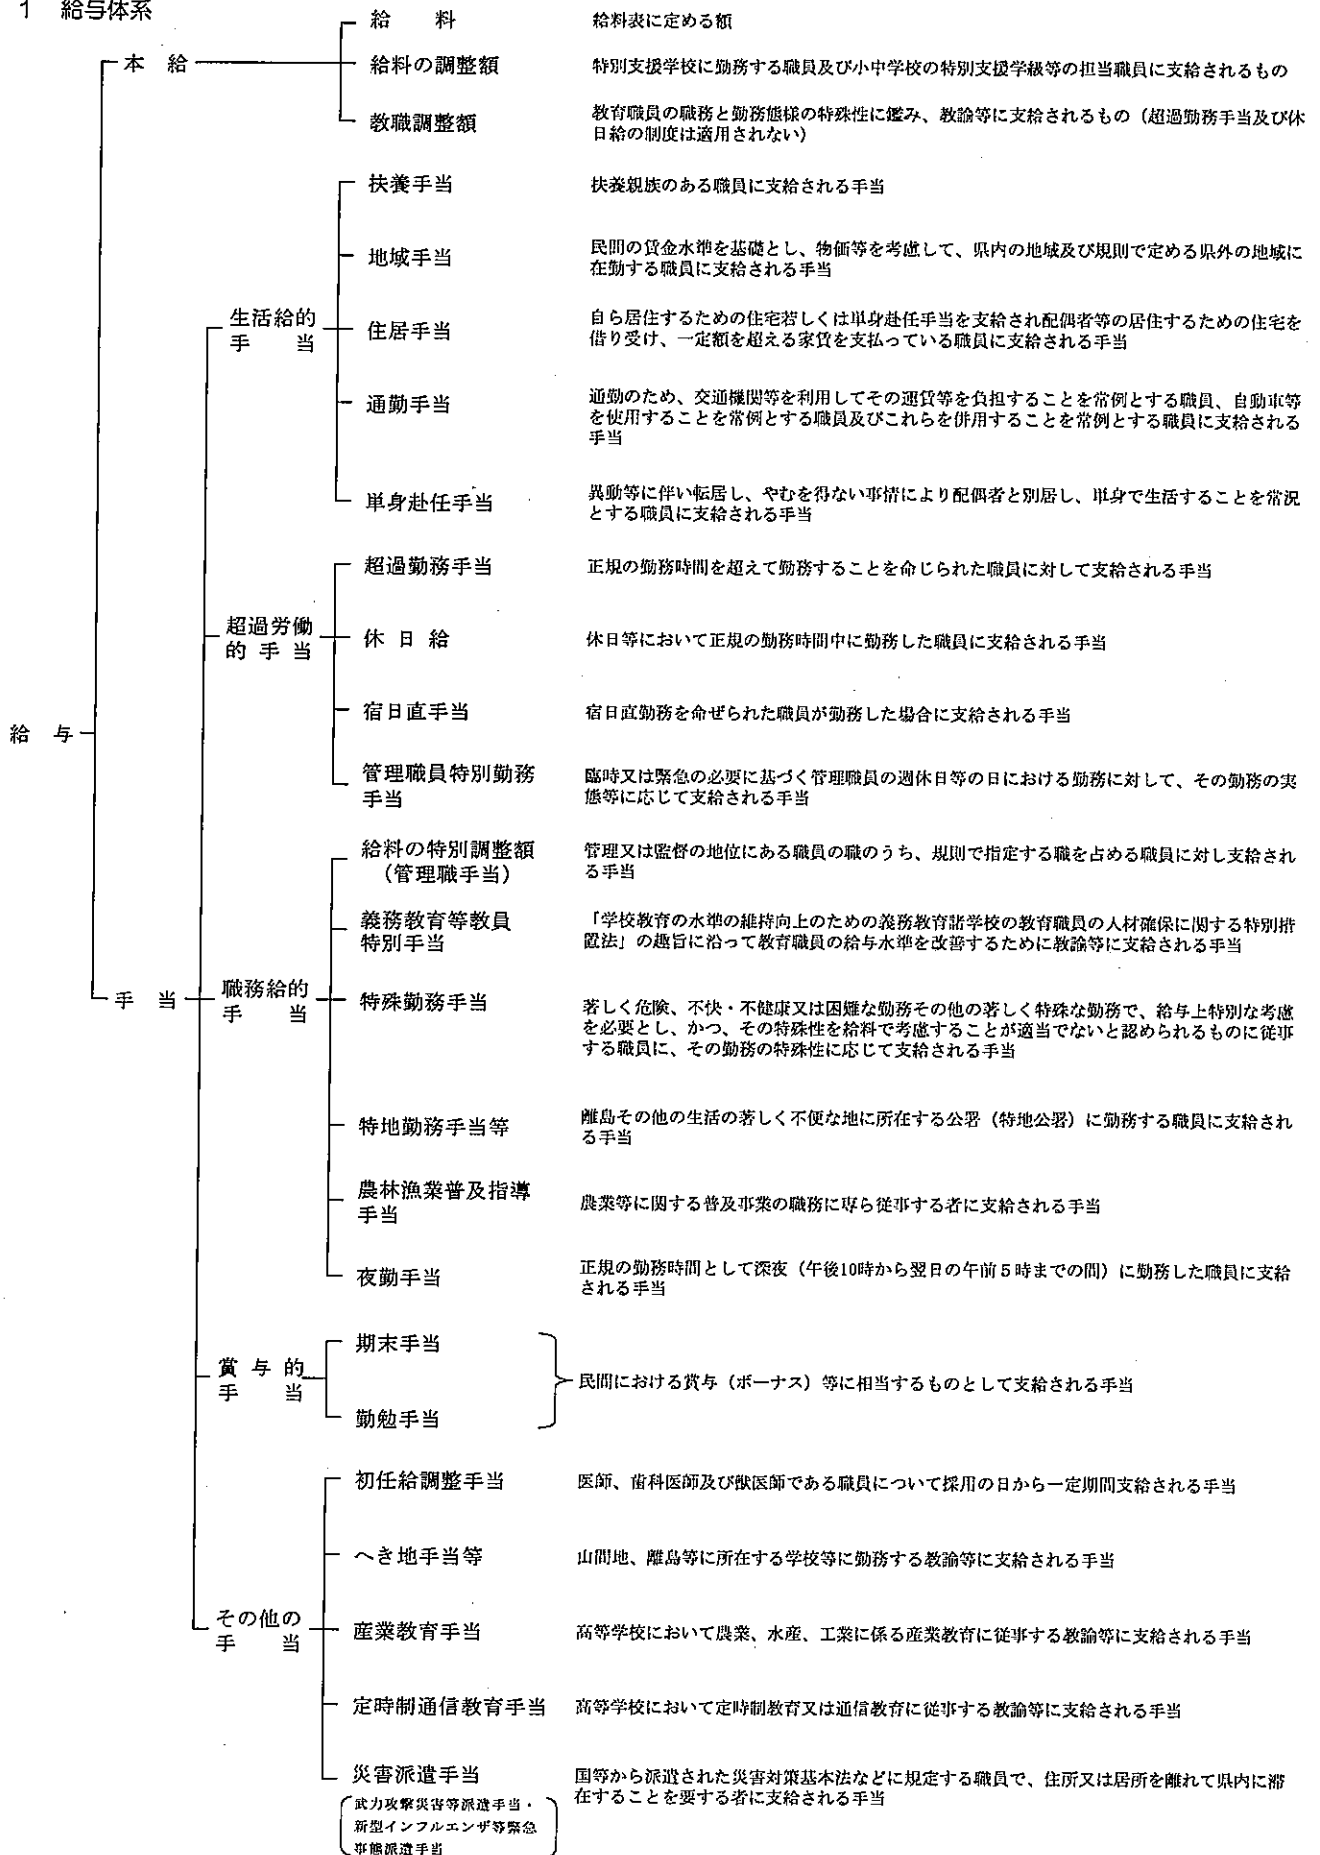 1 給与体系
給与
本給
給料
給料表に定める額
給料の調整額
特別支援学校に勤務する職員及び小中学校の特別支援学級等の担当職員に支給されるもの
教職調整額
教育職員の職務と勤務態様の特殊性に鑑み、教諭等に支給されるもの（超過勤務手当及び休
日給の制度は適用されない）
手当
生活給的
手当
扶養手当
扶養親族のある職員に支給される手当
地域手当
民間の賃金水準を基礎とし、物価等を考慮して、県内の地域及び規則で定める県外の地域に
在勤する職員に支給される手当
住居手当
自ら居住するための住宅若しくは単身赴任手当を支給され配偶者等の居住するための住宅を
借り受け、一定額を超える家賃を支払っている職員に支給される手当
通勤手当
通勤のため、交通機関等を利用してその運賃等を負担することを常例とする職員、自動車等
を使用することを常例とする職員及びこれらを併用することを常例とする職員に支給される
手当
単身赴任手当
異動等に伴い転居し、やむを得ない事情により配偶者と別居し、単身で生活することを常況
とする職員に支給される手当
超過労働
的手当
超過勤務手当
正規の勤務時間を超えて勤務することを命じられた職員に対して支給される手当
休日給
休日等において正規の勤務時間中に勤務した職員に支給される手当
宿日直手当
宿日直勤務を命ぜられた職員が勤務した場合に支給される手当
管理職員特別勤務
手当
臨時又は緊急の必要に基づく管理職員の週休日等の日における勤務に対して、その勤務の実
態等に応じて支給される手当
職務給的
手当
給料の特別調整額
（管理職手当）
管理又は監督の地位にある職員の職のうち、規則で指定する職を占める職員に対し支給され
る手当
義務教育等教員
特別手当
「学校教育の水準の維持向上のための義務教育諸学校の教育職員の人材確保に関する特別措
置法」の趣旨に沿って教育職員の給与水準を改善するために教諭等に支給される手当
特殊勤務手当
著しく危険、不快・不健康又は困難な勤務その他の著しく特殊な勤務で、給与上特別な考慮
を必要とし、かつ、その特殊性を給料で考慮することが適当でないと認められるものに従事
する職員に、その勤務の特殊性に応じて支給される手当
特地勤務手当等
離島その他の生活の著しく不便な地に所在する公署（特地公署）に勤務する職員に支給され
る手当
農林漁業普及指導
手当
農業等に関する普及事業の職務に専ら従事する者に支給される手当
夜勤手当
正規の勤務時間として深夜（午後10時から翌日の午前5時までの間）に勤務した職員に支給
される手当
賞与的
手当
期末手当
勤勉手当
民間における賞与（ボーナス）等に相当するものとして支給される手当
その他の
手当
初任給調整手当
医師、歯科医師及び獣医師である職員について採用の日から一定期間支給される手当
へき地手当等
山間地、離島等に所在する学校等に勤務する教諭等に支給される手当
産業教育手当
高等学校において農業、水産、工業に係る産業教育に従事する教諭等に支給される手当
定時制通信教育手当
高等学校において定時制教育又は通信教育に従事する教諭等に支給される手当
災害派遣手当
国等から派遣された災害対策基本法などに規定する職員で、住所又は居所を離れて県内に滞
在することを要する者に支給される手当
武力攻撃災害等派遣手当・
新型インフルエンザ等緊急
事態派遣手当